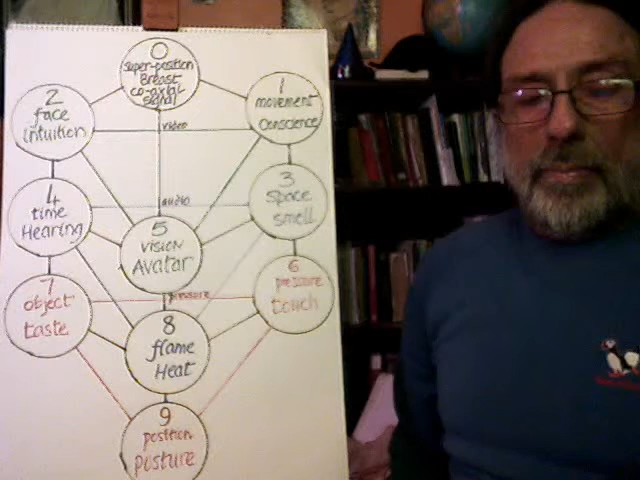 0
super-position
Breast
co-axial
signal
1
movement
Conscience
2
face
intuition
video
3
space
smell
4
time
Hearing
audio
5
vision
Avatar
6
pressure
touch
7
object
taste
pressure
8
flame
Heat
9
position
posture